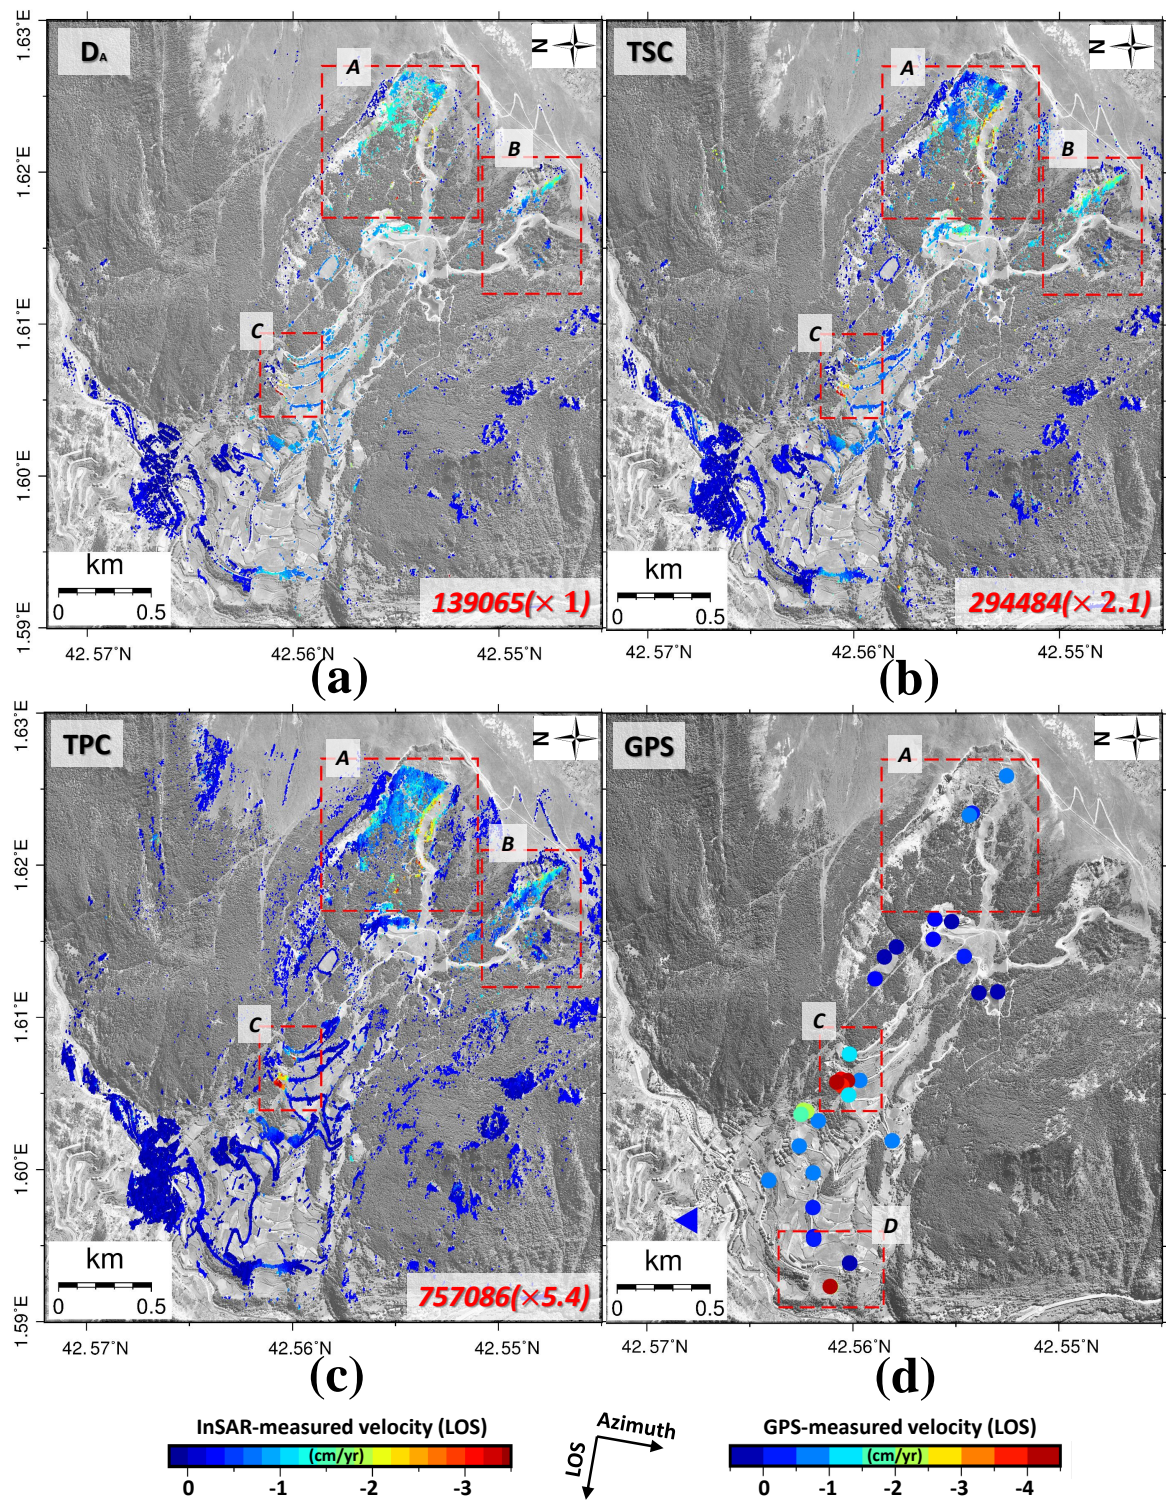 1.63°E
1.62°E
1.61°E
1.60°E
1.59°E
DA
A
B
C
N
km
0 0.5
139065(× 1)
42.57°N 42.56°N 42.55°N
(a)
TSC
A
B
C
N
km
0 0.5
294484(× 2.1)
42.57°N 42.56°N 42.55°N
(b)
1.63°E
1.62°E
1.61°E
1.60°E
1.59°E
TPC
A
B
C
N
km
0 0.5
757086(×5.4)
42.57°N 42.56°N 42.55°N
(c)
GPS
A
C
D
N
km
0 0.5
42.57°N 42.56°N 42.55°N
(d)
InSAR-measured velocity (LOS)
(cm/yr)
0 -1 -2 -3
Azimuth
LOS
GPS-measured velocity (LOS)
(cm/yr)
0 -1 -2 -3 -4